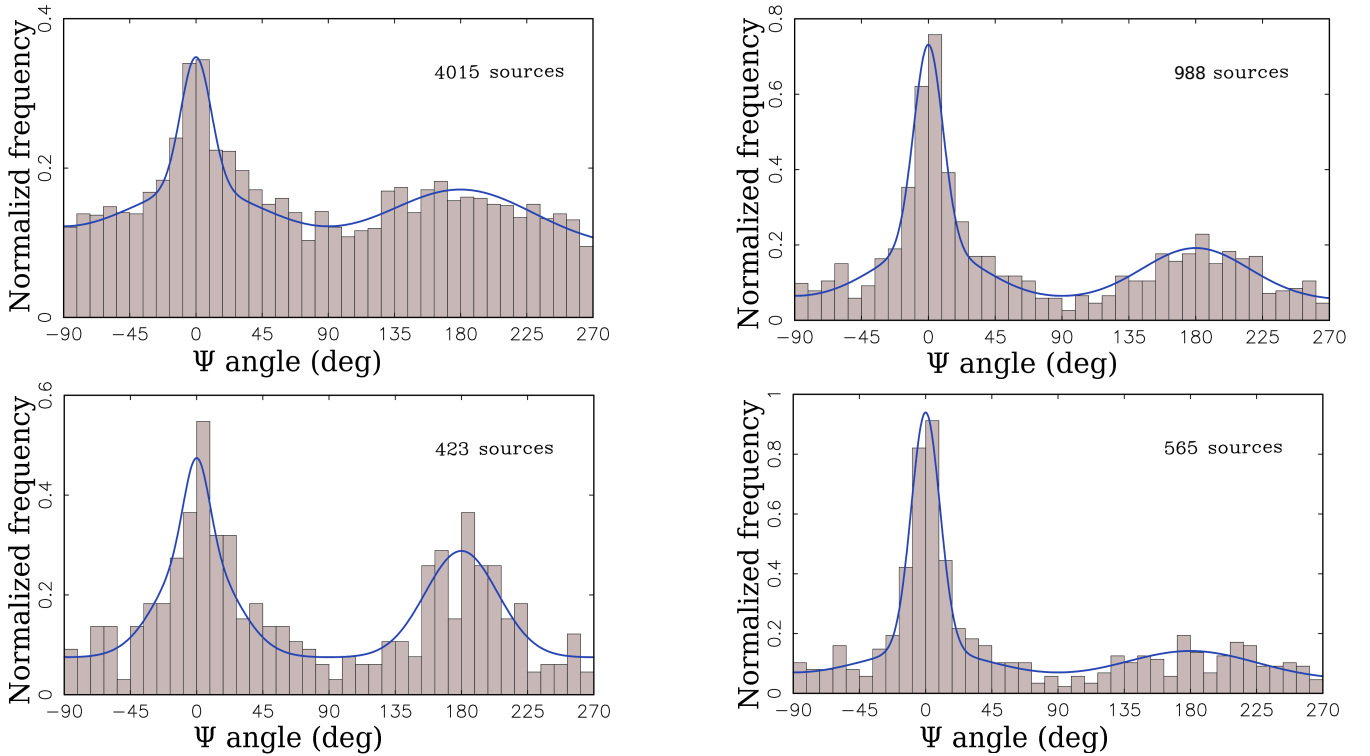 Normalizd frequency
0 0.2 0.4
4015 sources
−90 −45 0 45 90 135 180 225 270
Ψ angle (deg)
Normalized frequency
0 0.2 0.4 0.6 0.8
988 sources
−90 −45 0 45 90 135 180 225 270
Ψ angle (deg)
Normalized frequency
0 0.2 0.4 0.6
423 sources
−90 −45 0 45 90 135 180 225 270
Ψ angle (deg)
Normalized frequency
0 0.2 0.4 0.6 0.8 1
565 sources
−90 −45 0 45 90 135 180 225 270
Ψ angle (deg)